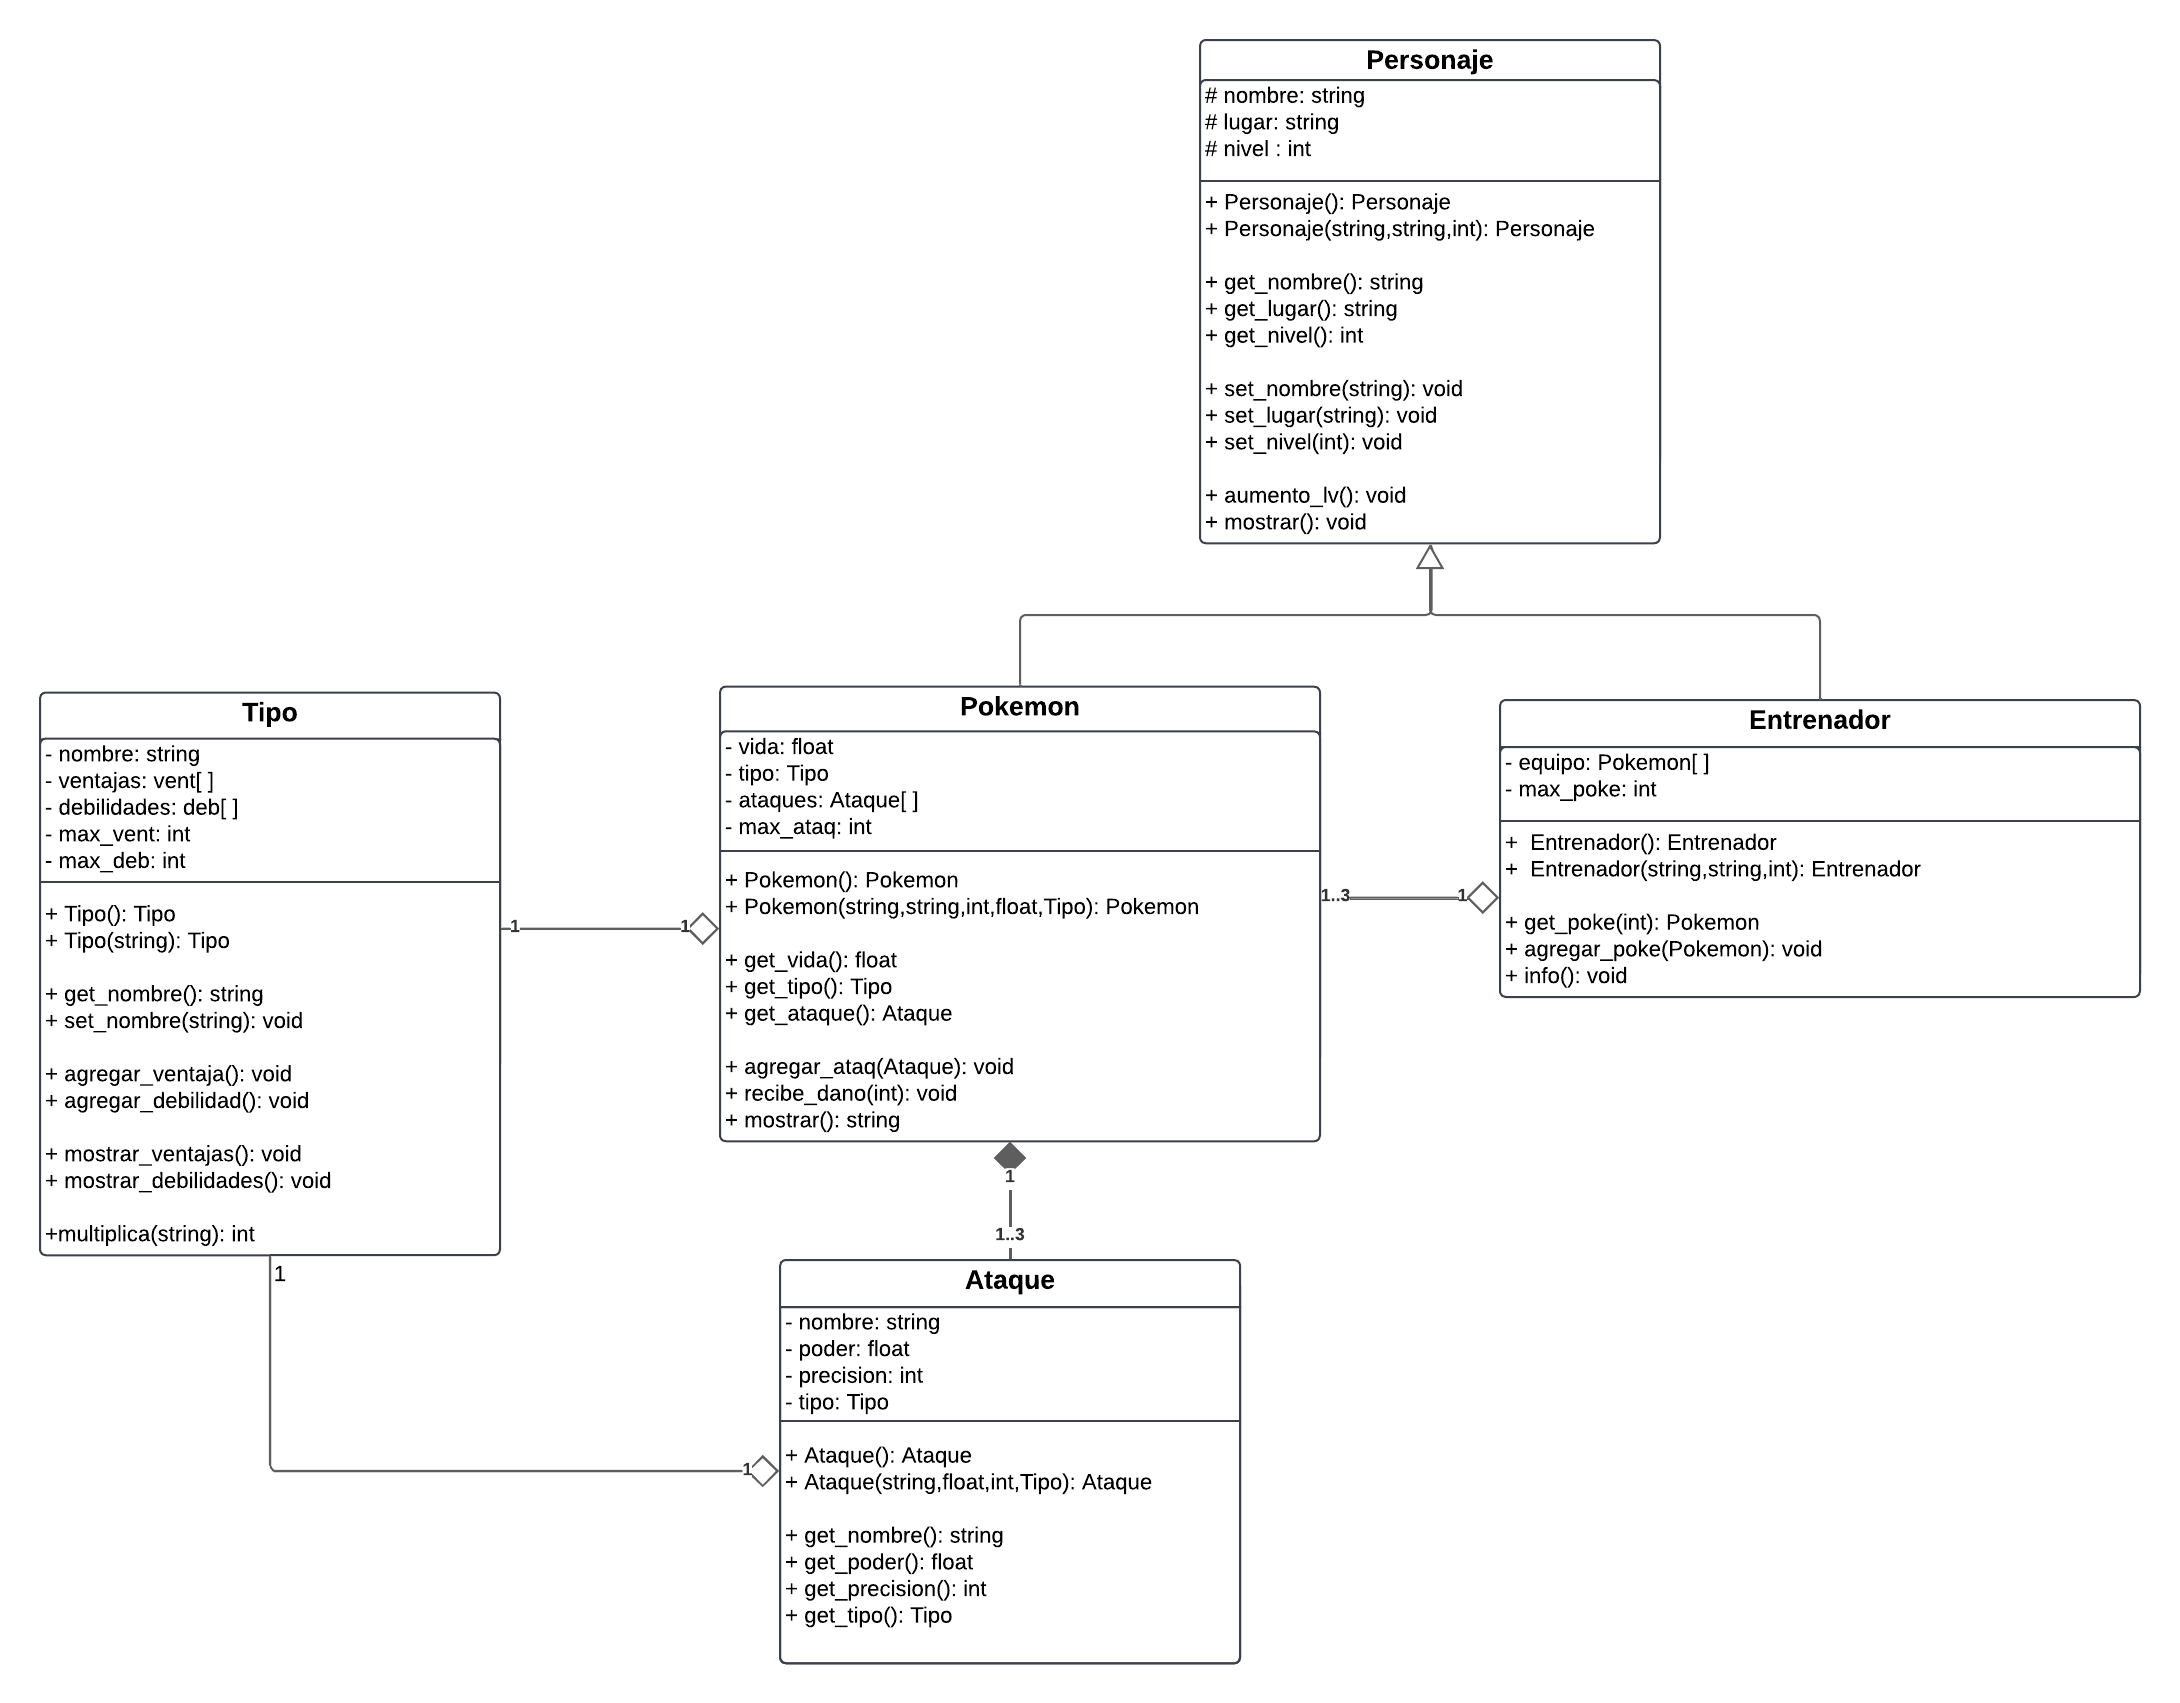 Personaje
# nombre: string
# lugar: string
# nivel : int
+ Personaje(): Personaje
+ Personaje(string,string,int): Personaje
+ get_nombre(): string
+ get_lugar(): string
+ get_nivel(): int
+ set_nombre(string): void
+ set_lugar(string): void
+ set_nivel(int): void
+ aumento_lv(): void
+ mostrar(): void
Tipo
- nombre: string
- ventajas: vent[ ]
- debilidades: deb[ ]
- max_vent: int
- max_deb: int
+ Tipo(): Tipo
+ Tipo(string): Tipo
+ get_nombre(): string
+ set_nombre(string): void
+ agregar_ventaja(): void
+ agregar_debilidad(): void
+ mostrar_ventajas(): void
+ mostrar_debilidades(): void
+multiplica(string): int
1
1
Pokemon
- vida: float
- tipo: Tipo
- ataques: Ataque[ ]
- max_ataq: int
+ Pokemon(): Pokemon
+ Pokemon(string,string,int,float,Tipo): Pokemon
+ get_vida(): float
+ get_tipo(): Tipo
+ get_ataque(): Ataque
+ agregar_ataq(Ataque): void
+ recibe_dano(int): void
+ mostrar(): string
1..3
1
Entrenador
- equipo: Pokemon[ ]
- max_poke: int
+  Entrenador(): Entrenador
+  Entrenador(string,string,int): Entrenador
+ get_poke(int): Pokemon
+ agregar_poke(Pokemon): void
+ info(): void
1
1..3
1
1
Ataque
- nombre: string
- poder: float
- precision: int
- tipo: Tipo
+ Ataque(): Ataque
+ Ataque(string,float,int,Tipo): Ataque
+ get_nombre(): string
+ get_poder(): float
+ get_precision(): int
+ get_tipo(): Tipo